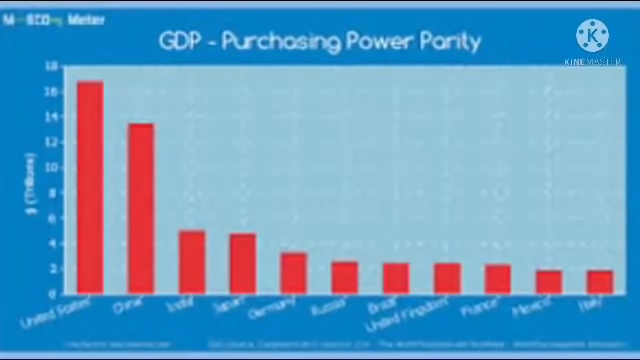 Meter
KINEMASTER
GDP - Purchasing Power Parity
$ (Trillions)
18
16
14
12
10
8
6
4
2
0
United States
China
India
Japan
Germany
Russia
Brazil
United Kingdom
France
Mexico
Italy